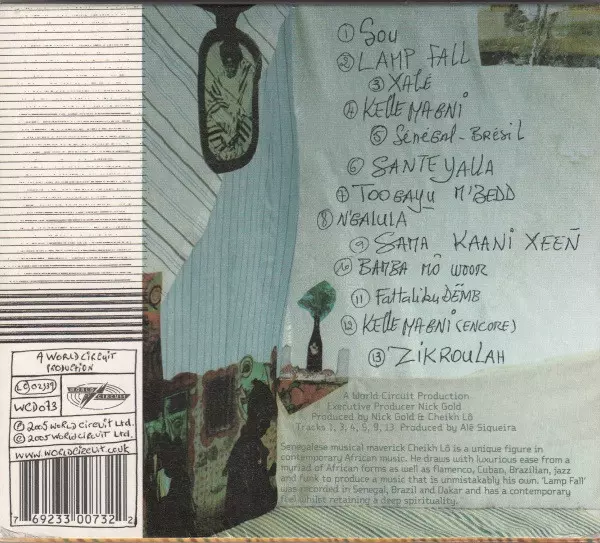 ① Sou
② LAMP FALL
③ XALÉ
④ KELLE MAGNI
⑤ Sénégal-Brésil
⑥ SANTE YALLA
⑦ TOOGAYU M'BEDD
⑧ N'GALULA
⑨ SAMA KAANI XEEÑ
⑩ BAMBA MÔ WOOR
⑪ Fattaliku DËMB
⑫ KELLE MAGNI (ENCORE)
⑬ ZIKROULAH
A World Circuit Production
Executive Producer Nick Gold
Produced by Nick Gold & Cheikh Lô
Tracks 1, 3, 4, 5, 9, 13 Produced by Alê Siqueira
Senegalese musical maverick Cheikh Lô is a unique figure in
contemporary African music. He draws with luxurious ease from a
myriad of African forms as well as flamenco, Cuban, Brazilian, jazz
and funk to produce a music that is unmistakably his own. 'Lamp Fall'
was recorded in Senegal, Brazil and Dakar and has a contemporary
feel whilst retaining a deep spirituality.
A WORLD CIRCUIT
PRODUCTION
LC 02339
WCD073
WORLD
CIRCUIT
℗ 2005 WORLD CIRCUIT Ltd.
© 2005 WORLD CIRCUIT Ltd.
WWW.WORLDCIRCUIT.CO.UK
7 69233 00732 2